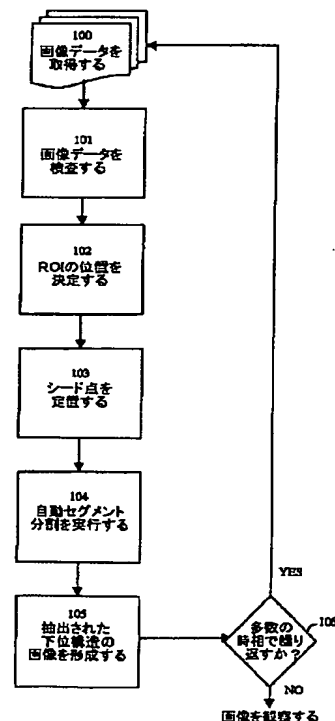 100
画像データを
取得する
101
画像データを
検査する
102
ROIの位置を
決定する
103
シード点を
定置する
104
自動セグメント
分割を実行する
105
抽出された
下位構造の
画像を形成する
多数の
時相で繰り
返すか？
106
YES
NO
画像を観察する